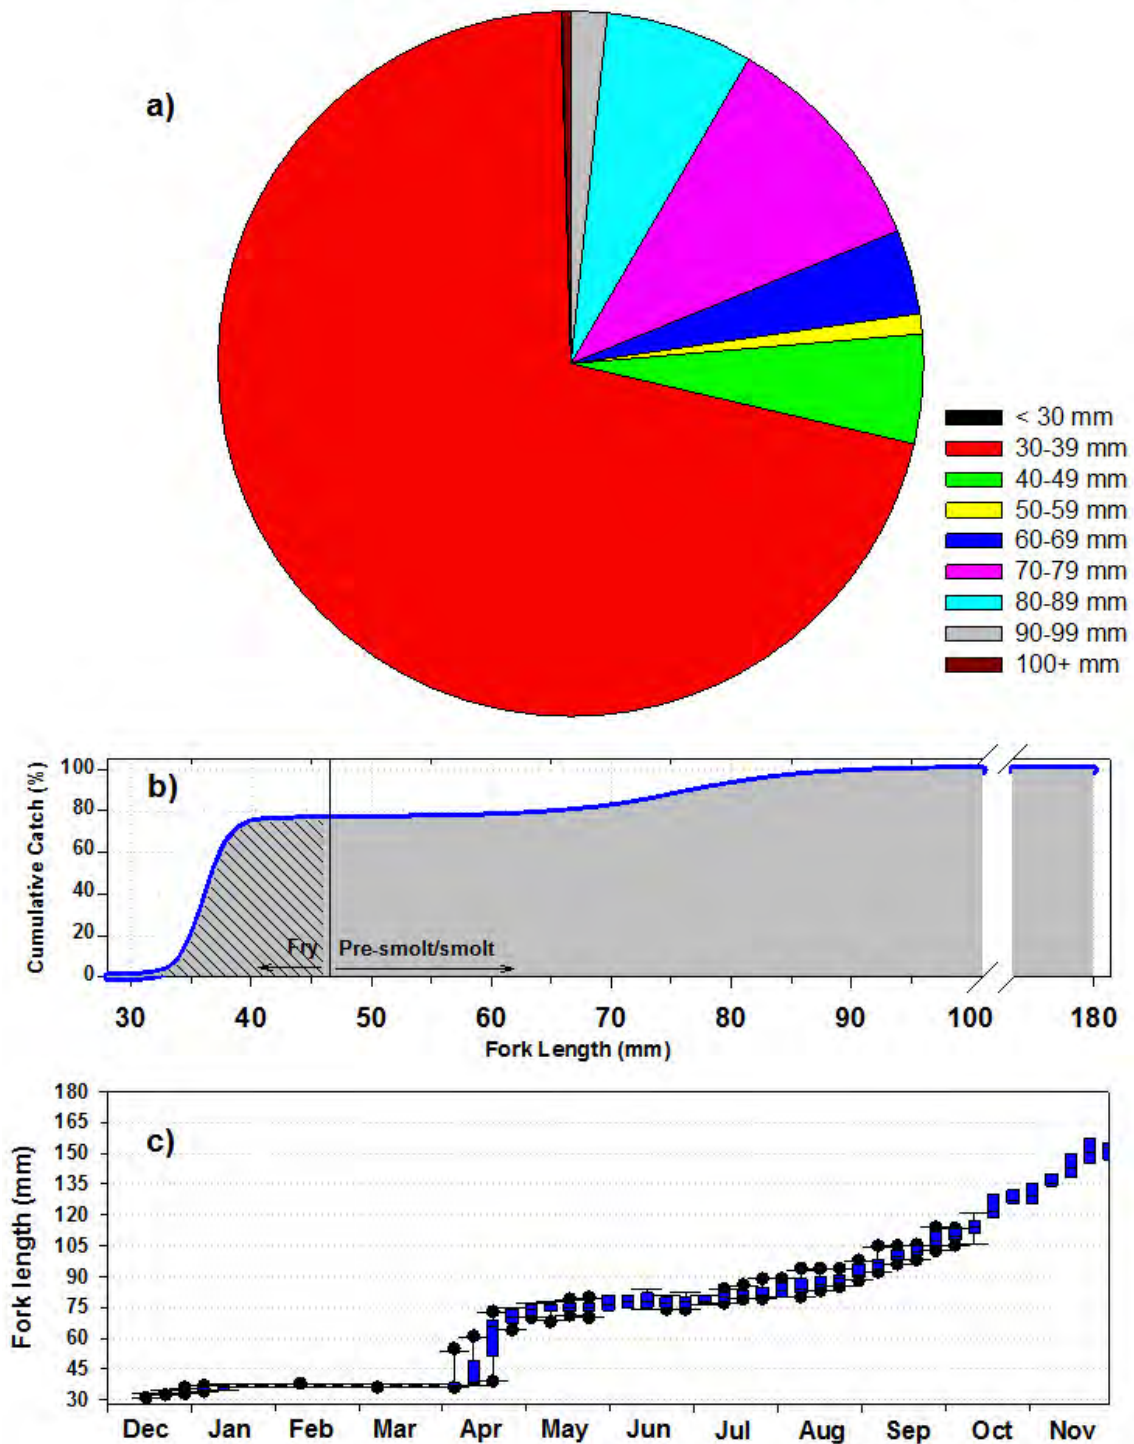 a)
< 30 mm
30-39 mm
40-49 mm
50-59 mm
60-69 mm
70-79 mm
80-89 mm
90-99 mm
100+ mm
b)
Cumulative Catch (%)
100
80
60
40
20
0
Fry
Pre-smolt/smolt
30 40 50 60 70 80 90 100 180
Fork Length (mm)
c)
Fork length (mm)
180
165
150
135
120
105
90
75
60
45
30
Dec Jan Feb Mar Apr May Jun Jul Aug Sep Oct Nov